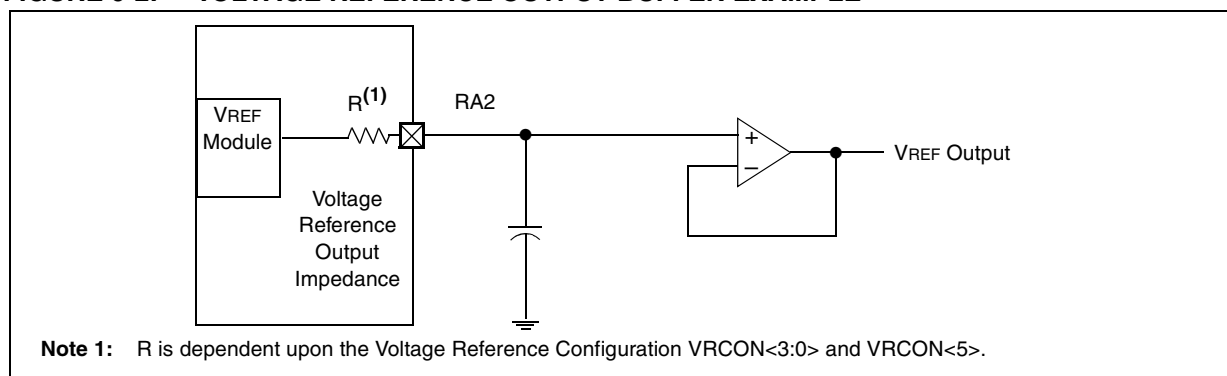 R(1)
RA2
VREF
Module
Voltage
Reference
Output
Impedance
+
–
VREF Output
Note 1: R is dependent upon the Voltage Reference Configuration VRCON<3:0> and VRCON<5>.